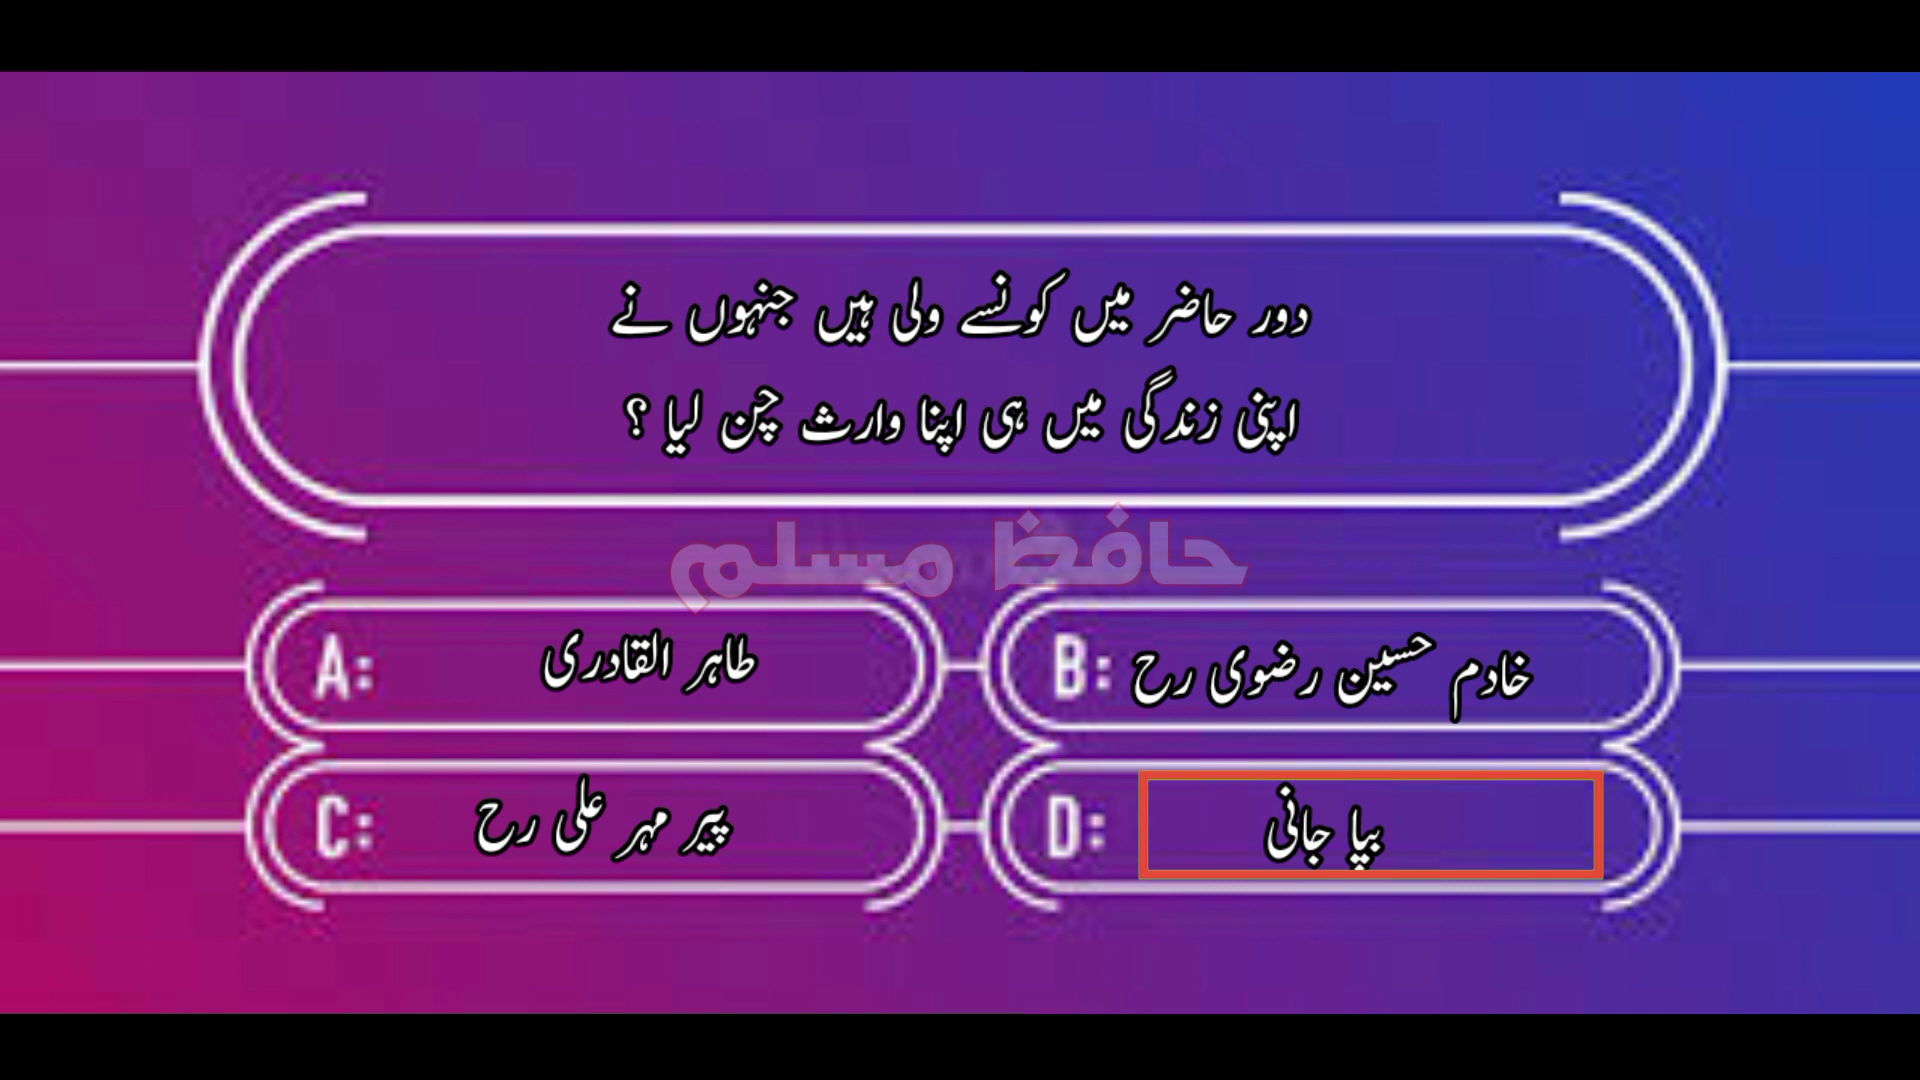 دور حاضر میں کونسے ولی ہیں جنہوں نے
اپنی زندگی میں ہی اپنا وارث چن لیا ؟
حافظ مسلم
A: طاہر القادری
B: خادم حسین رضوی رح
C: پیر مہر علی رح
D: بپا جانی